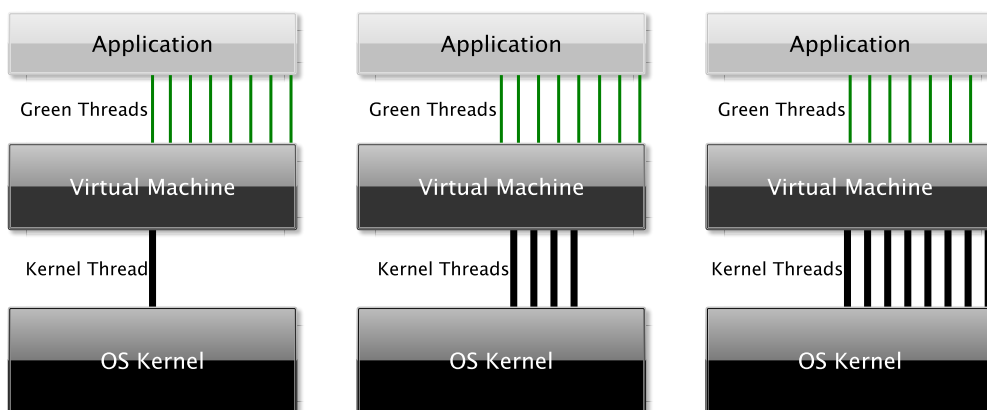 Application
Green Threads
Virtual Machine
Kernel Thread
OS Kernel
Application
Green Threads
Virtual Machine
Kernel Threads
OS Kernel
Application
Green Threads
Virtual Machine
Kernel Threads
OS Kernel